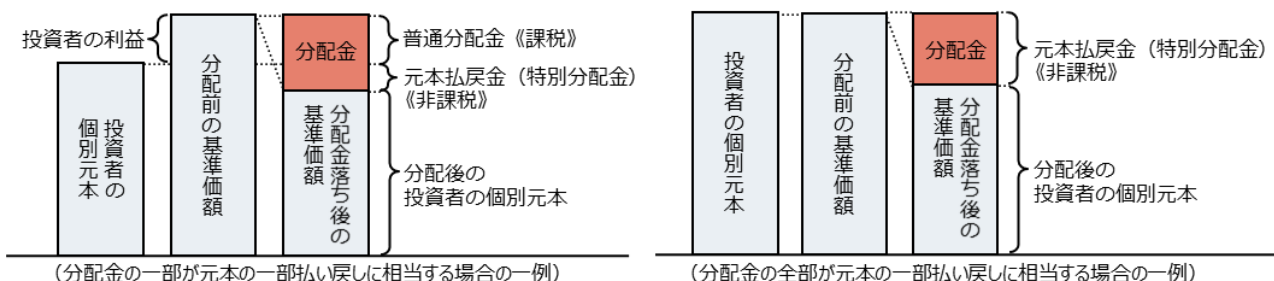 投資者の利益
投資者の
個別元本
分配前の基準価額
分配金
分配金落ち後の
基準価額
普通分配金《課税》
元本払戻金（特別分配金）
《非課税》
分配後の
投資者の個別元本
（分配金の一部が元本の一部払い戻しに相当する場合の一例）
投資者の個別元本
分配前の基準価額
分配金
分配金落ち後の
基準価額
元本払戻金（特別分配金）
《非課税》
分配後の
投資者の個別元本
（分配金の全部が元本の一部払い戻しに相当する場合の一例）